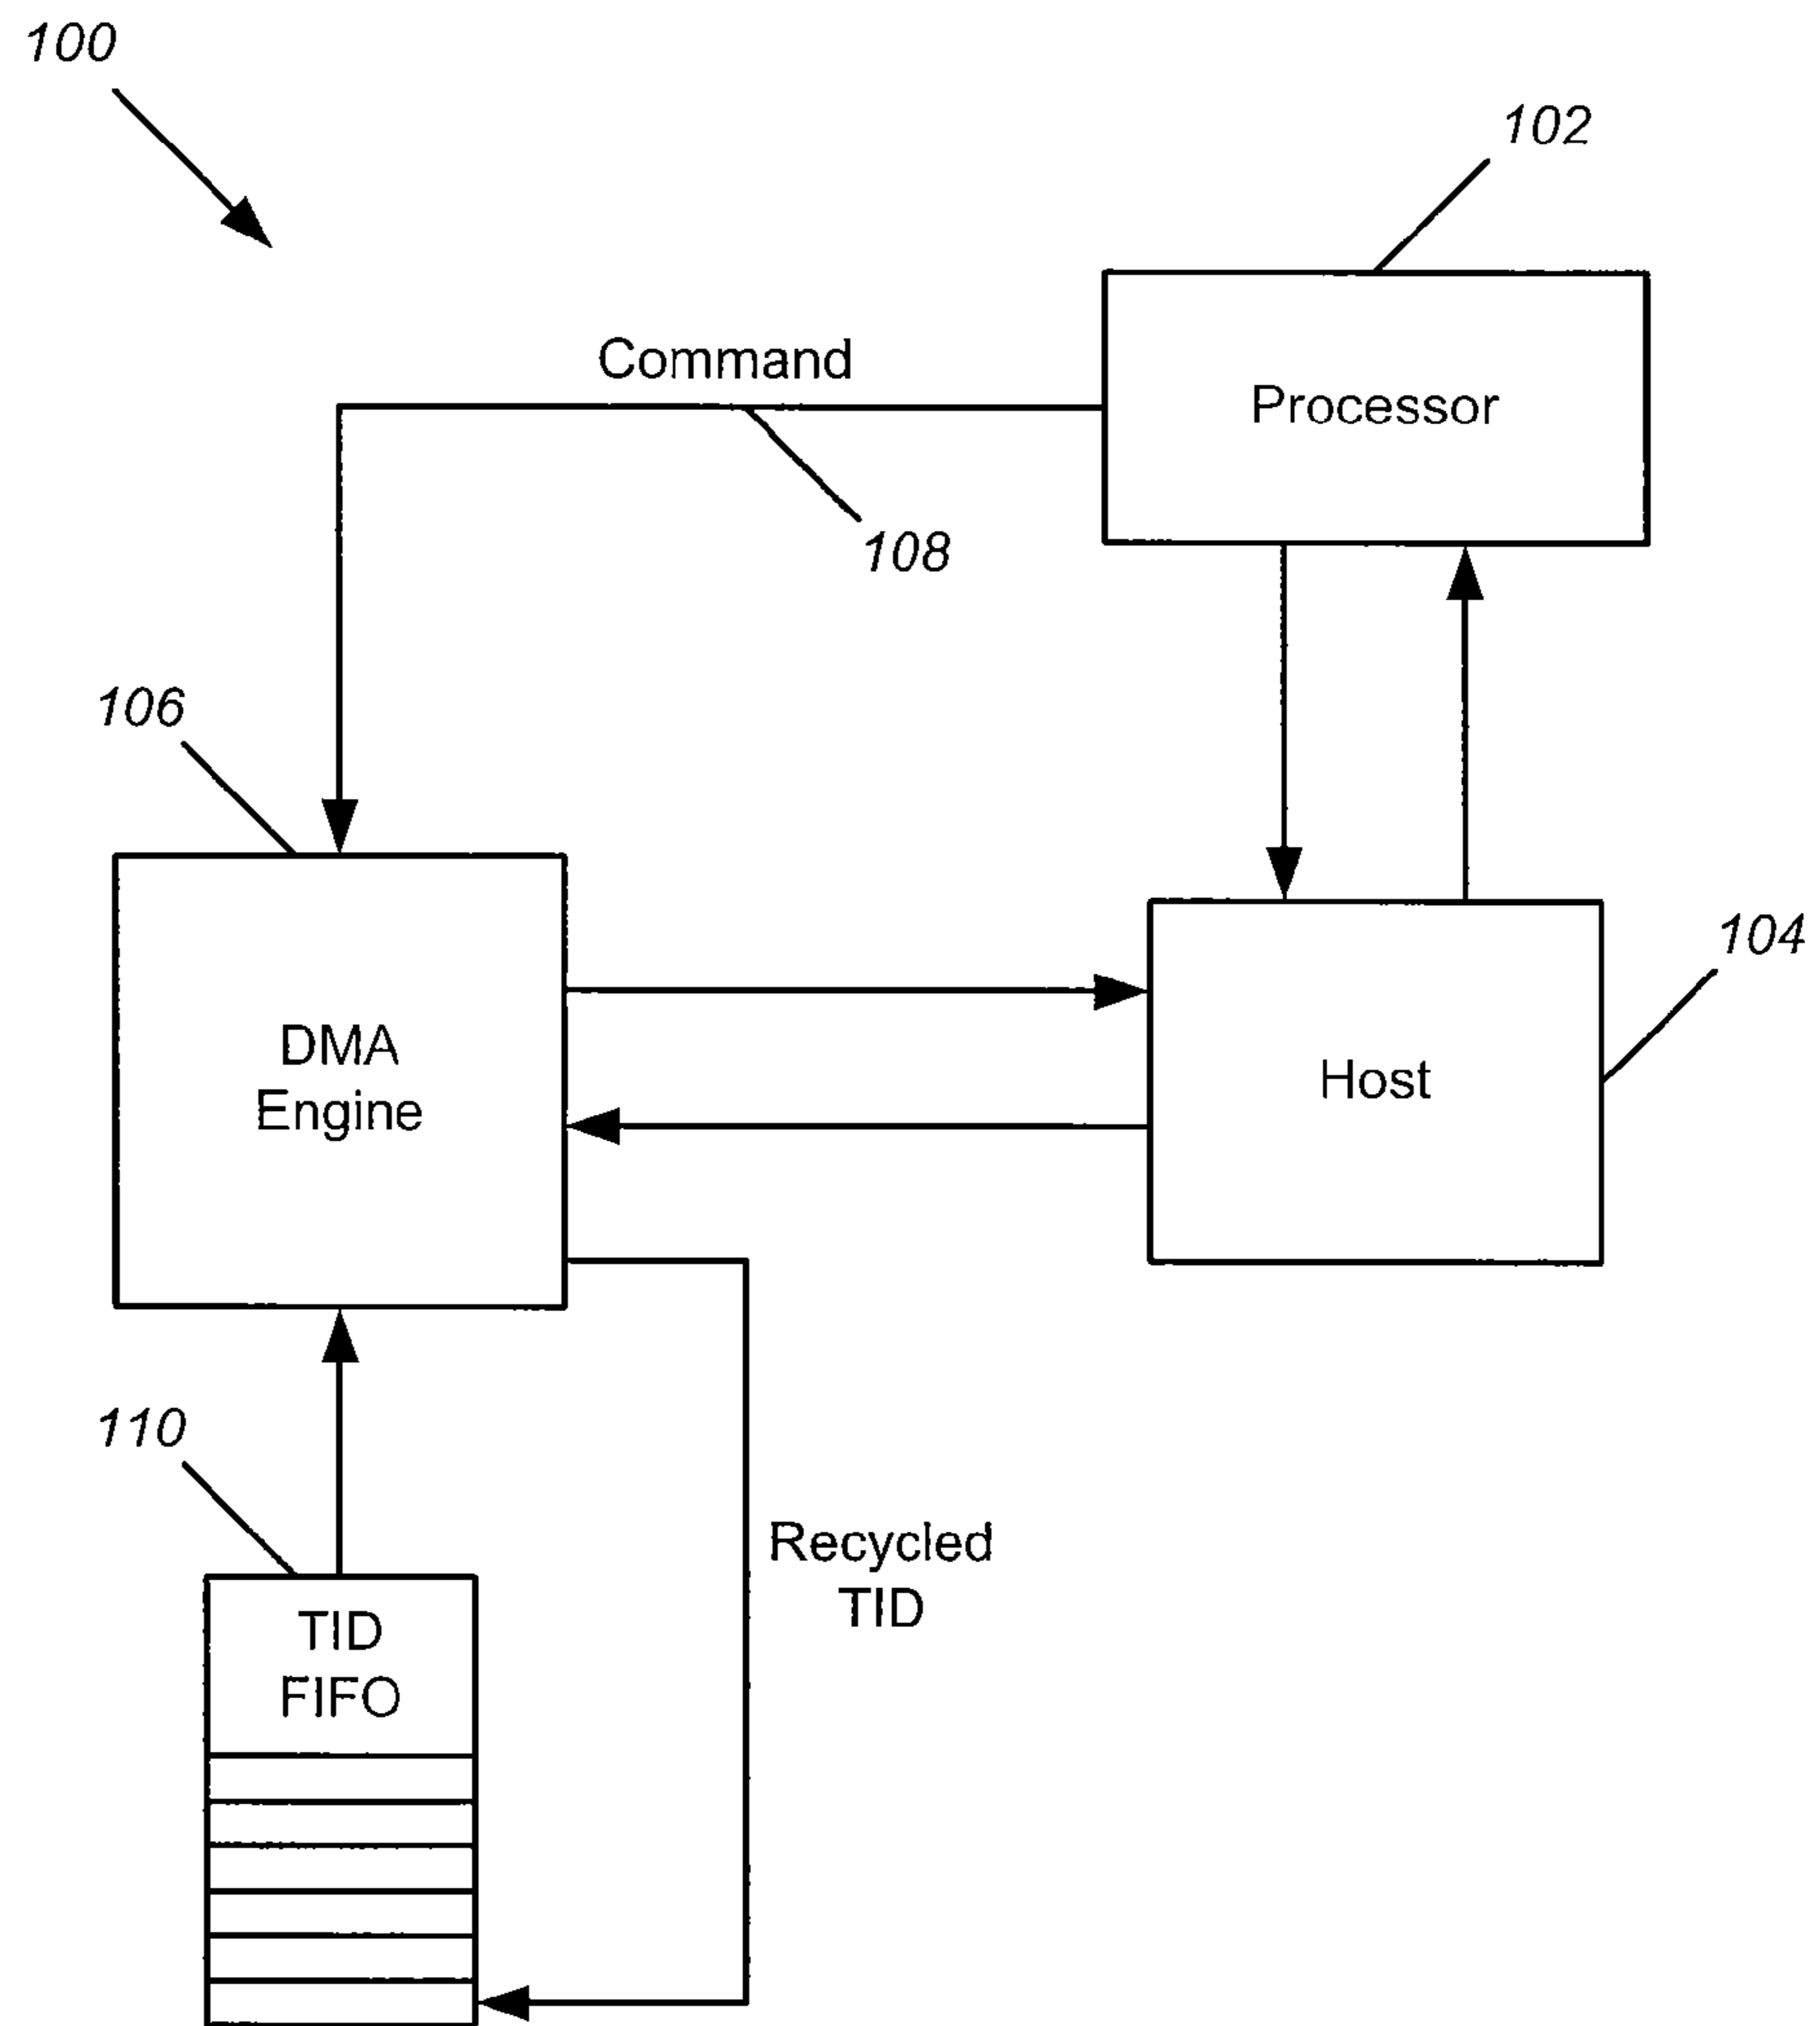 100
102
Command
Processor
108
106
104
DMA
Engine
Host
110
Recycled
TID
TID
FIFO